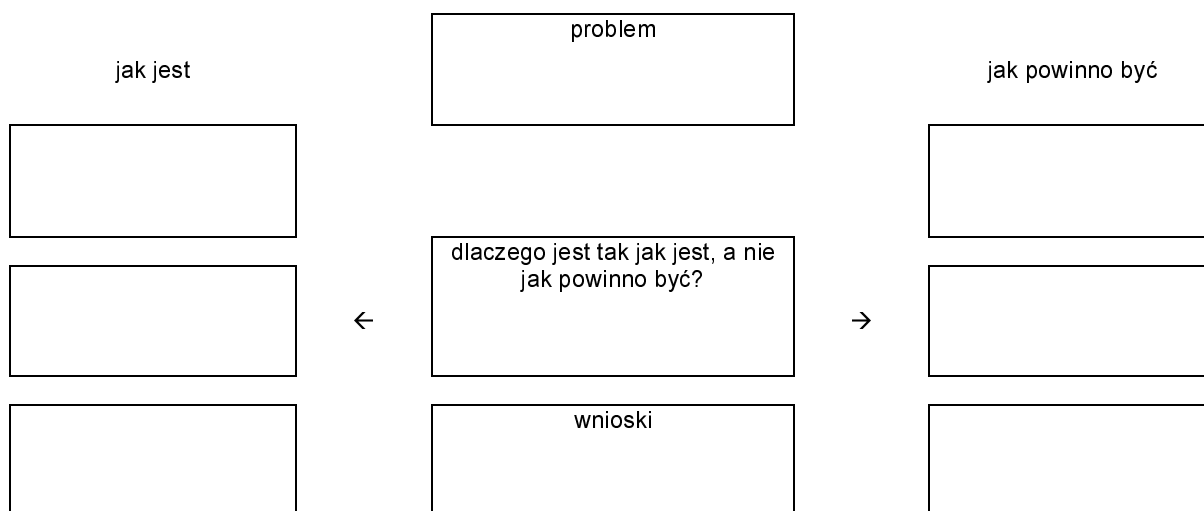 problem
jak jest
jak powinno być
dlaczego jest tak jak jest, a nie
jak powinno być?
← →
wnioski